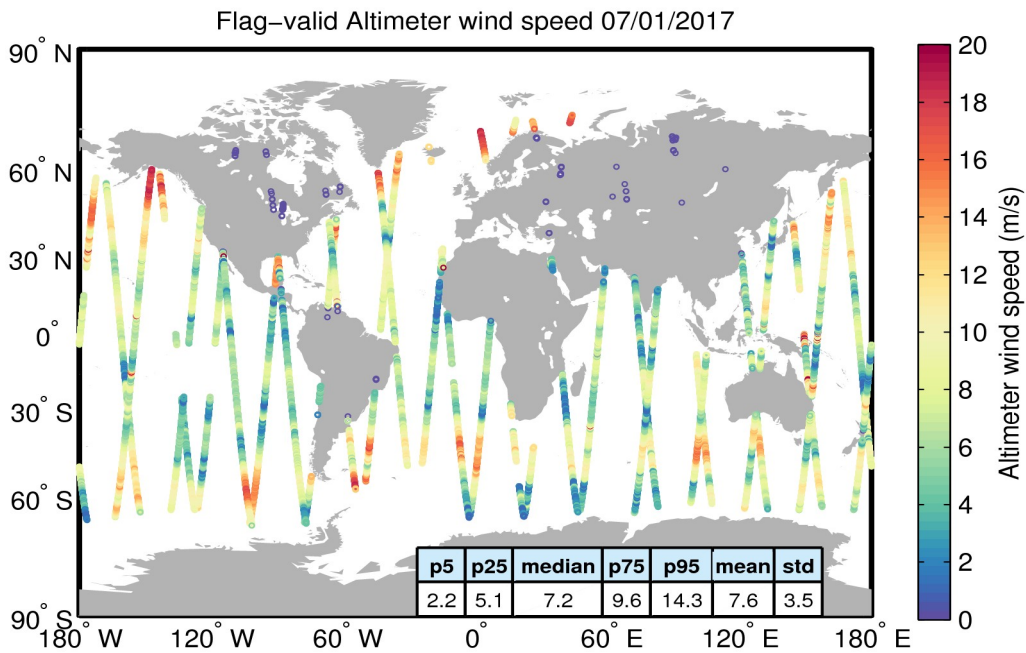 Flag−valid Altimeter wind speed 07/01/2017
90° N
60° N
30° N
0°
30° S
60° S
90° S
180° W
120° W
60° W
0°
60° E
120° E
180° E
p5 p25 median p75 p95 mean std
2.2 5.1 7.2 9.6 14.3 7.6 3.5
20
18
16
14
12
10
8
6
4
2
0
Altimeter wind speed (m/s)